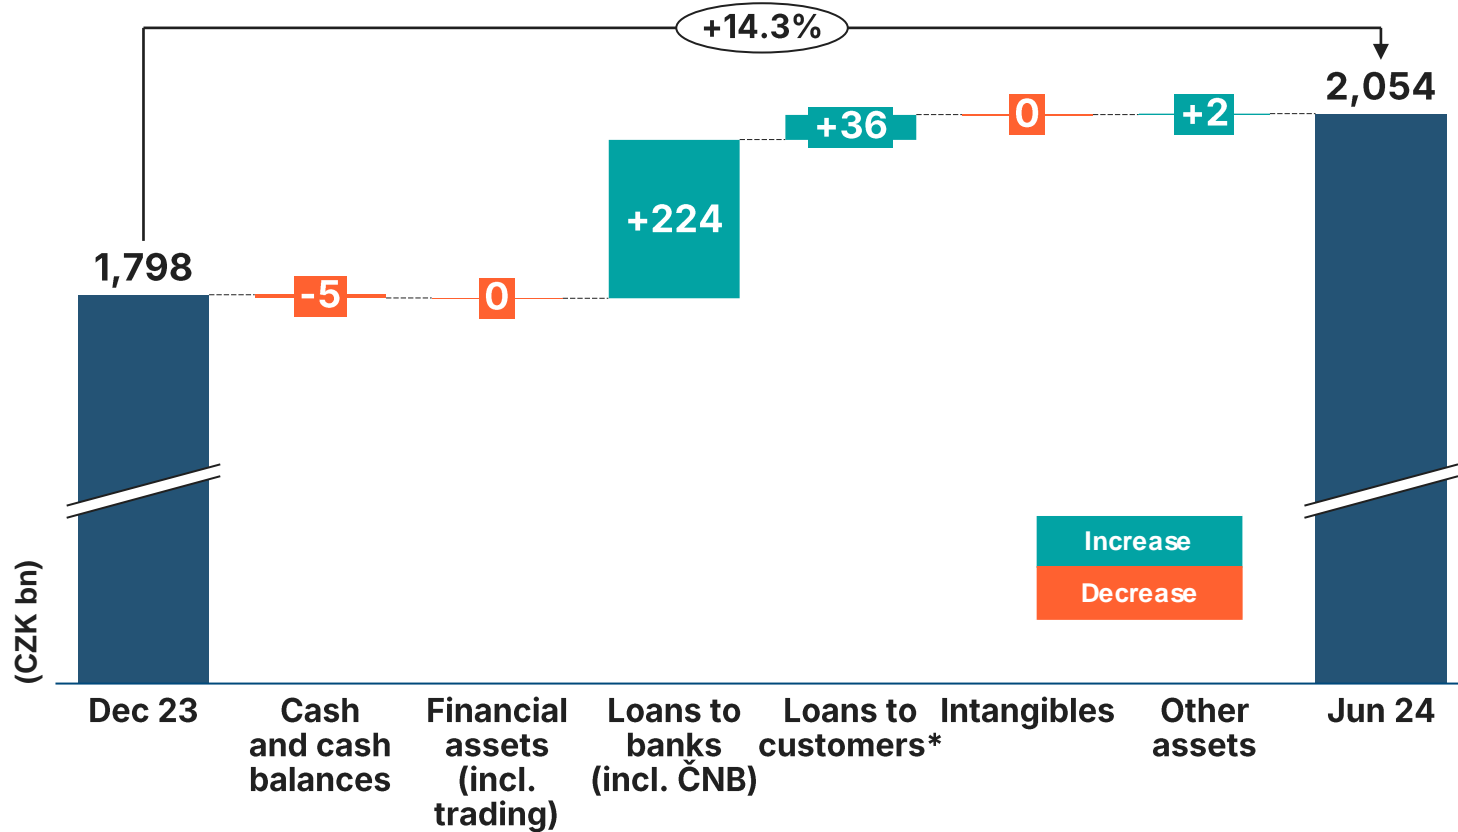 +14.3%
2,054
+36
0
+2
+224
1,798
-5
0
Increase
Decrease
(CZK bn)
Dec 23
Cash
and cash
balances
Financial
assets
(incl.
trading)
Loans to
banks
(incl. ČNB)
Loans to
customers*
Intangibles
Other
assets
Jun 24